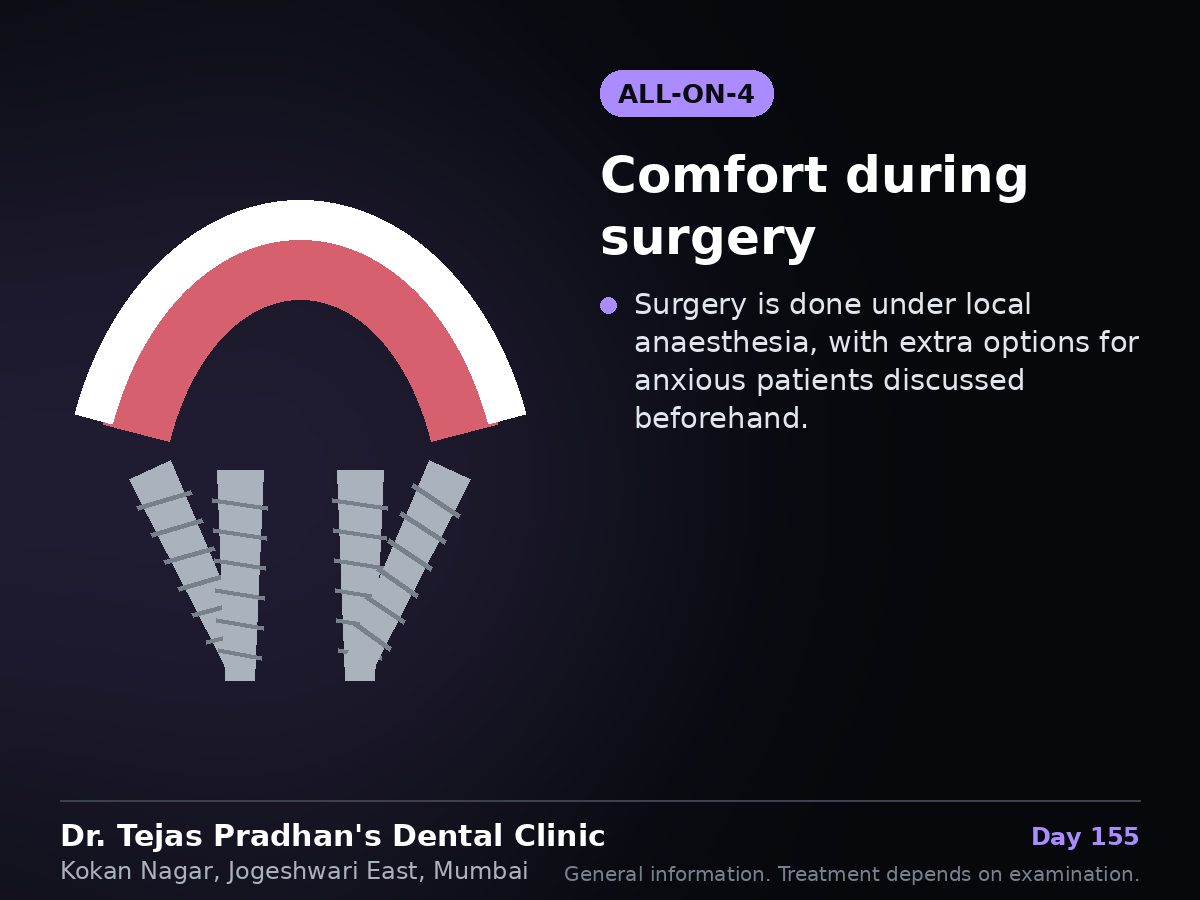 ALL-ON-4
Comfort during
surgery
Surgery is done under local
anaesthesia, with extra options for
anxious patients discussed
beforehand.
Dr. Tejas Pradhan's Dental Clinic
Day 155
Kokan Nagar, Jogeshwari East, Mumbai
General information. Treatment depends on examination.